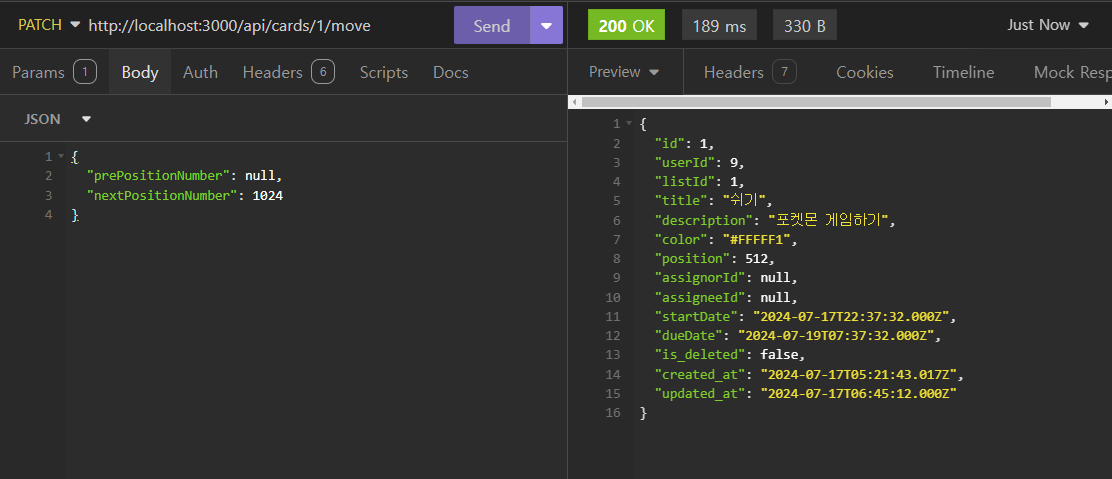 PATCH http://localhost:3000/api/cards/1/move Send
Params 1 Body Auth Headers 6 Scripts Docs
JSON
1 {
2 "prePositionNumber": null,
3 "nextPositionNumber": 1024
4 }
200 OK 189 ms 330 B Just Now
Preview Headers 7 Cookies Timeline Mock Resp
1 {
2 "id": 1,
3 "userId": 9,
4 "listId": 1,
5 "title": "쉬기",
6 "description": "포켓몬 게임하기",
7 "color": "#FFFFF1",
8 "position": 512,
9 "assignorId": null,
10 "assigneeId": null,
11 "startDate": "2024-07-17T22:37:32.000Z",
12 "dueDate": "2024-07-19T07:37:32.000Z",
13 "is_deleted": false,
14 "created_at": "2024-07-17T05:21:43.017Z",
15 "updated_at": "2024-07-17T06:45:12.000Z"
16 }